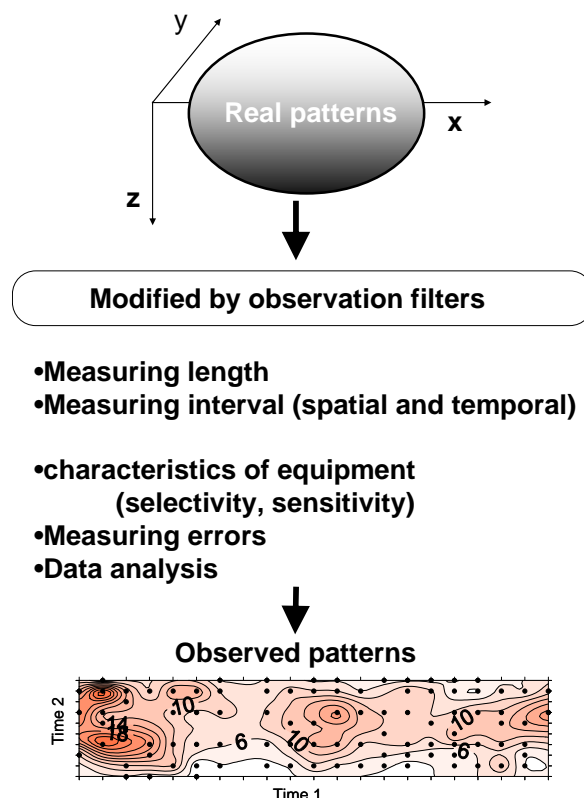 y
Real patterns
x
z
Modified by observation filters
•Measuring length
•Measuring interval (spatial and temporal)
•characteristics of equipment
(selectivity, sensitivity)
•Measuring errors
•Data analysis
Observed patterns
Time 2
10
14
18
6
10
10
6
Time 1